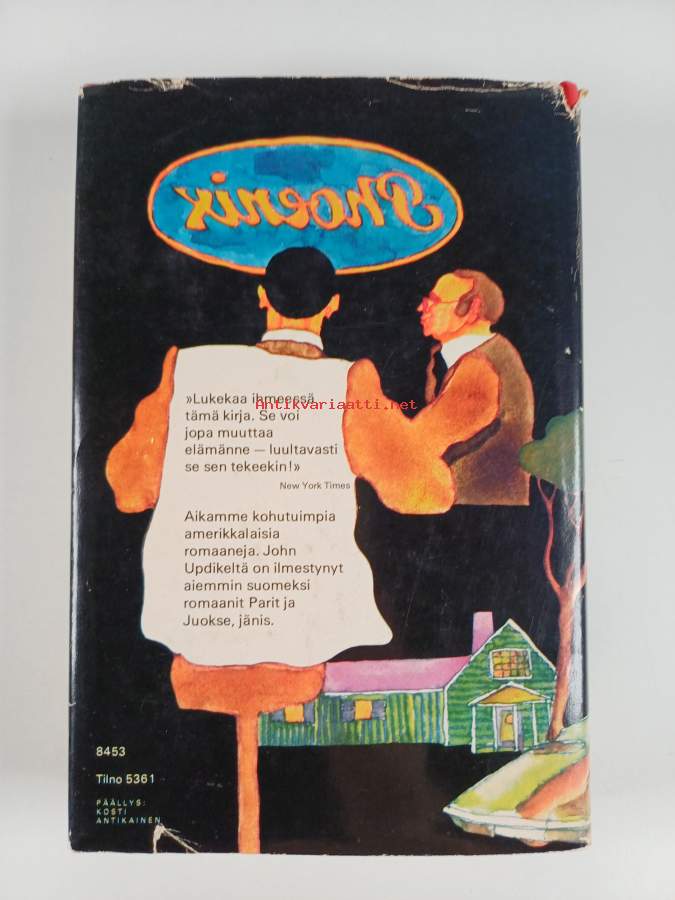 Phoenix
»Lukekaa ihmeessä
tämä kirja. Se voi
jopa muuttaa
elämänne — luultavasti
se sen tekeekin!»
New York Times
Antikvariaatti.net
Aikamme kohutuimpia
amerikkalaisia
romaaneja. John
Updikeltä on ilmestynyt
aiemmin suomeksi
romaanit Parit ja
Juokse, jänis.
8453
Tilno 5361
PÄÄLLYS:
KOSTI
ANTIKAINEN